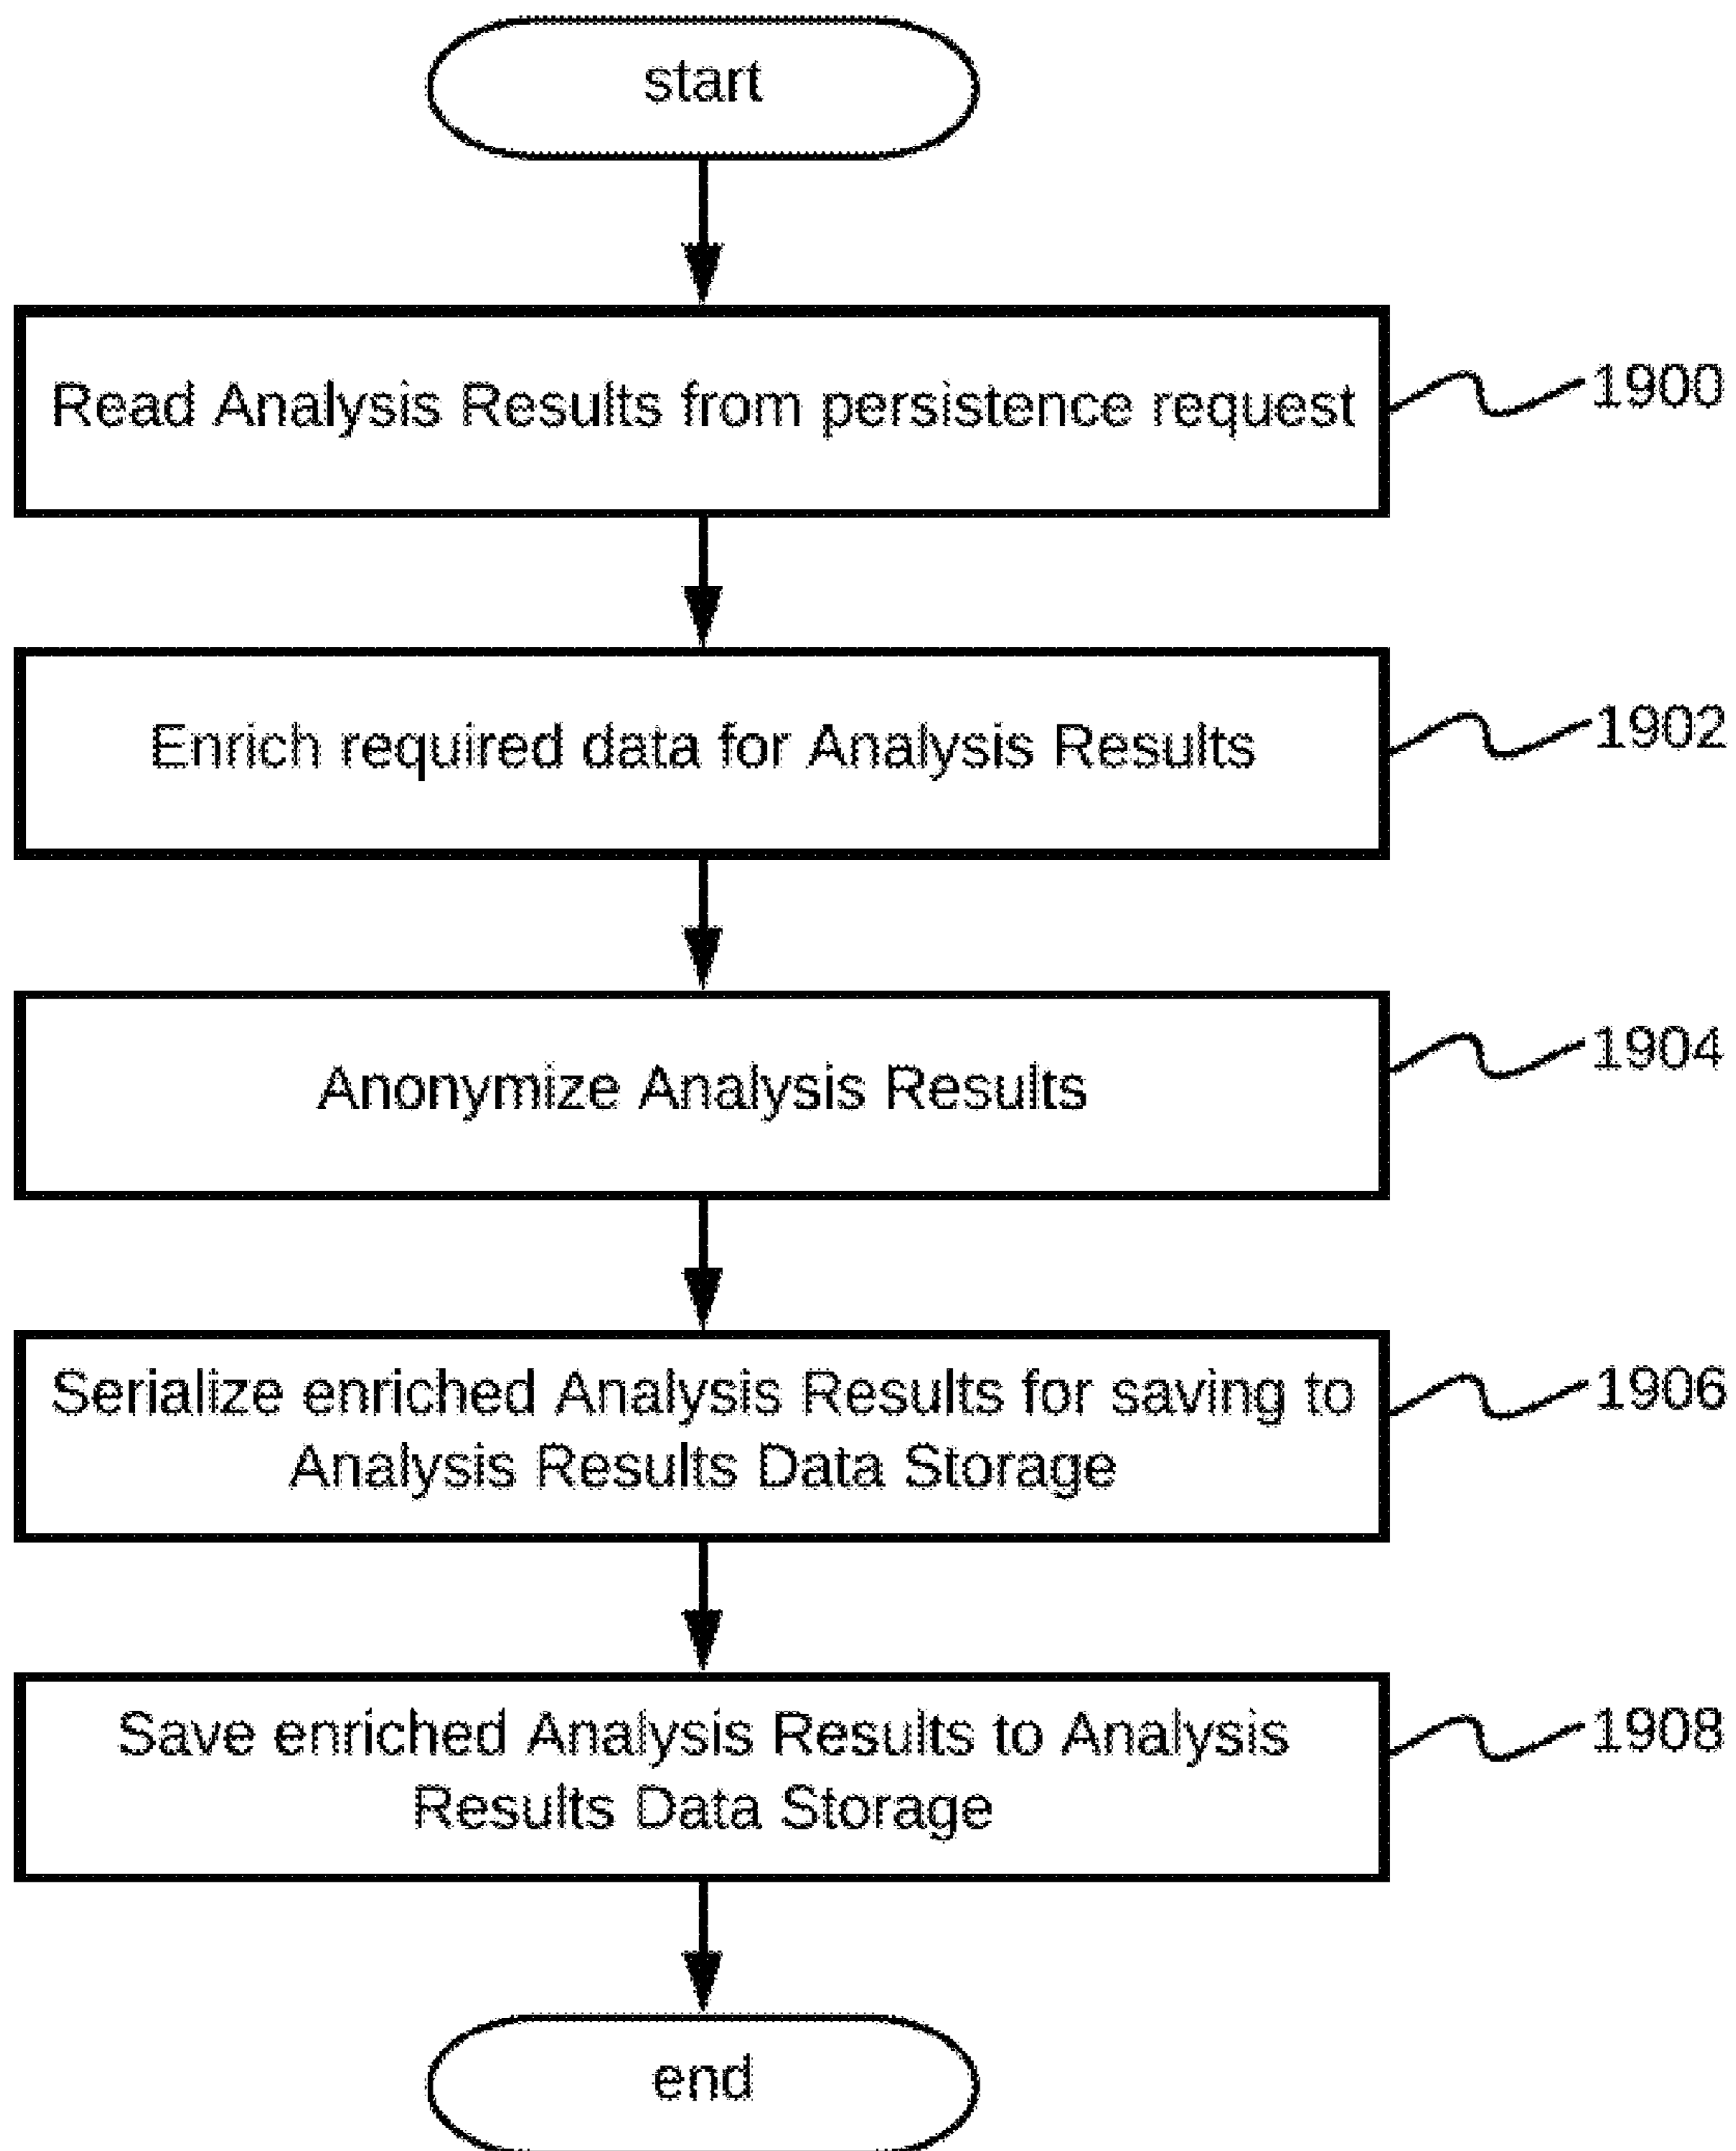 start
Read Analysis Results from persistence request
1900
Enrich required data for Analysis Results
1902
Anonymize Analysis Results
1904
Serialize enriched Analysis Results for saving to
Analysis Results Data Storage
1906
Save enriched Analysis Results to Analysis
Results Data Storage
1908
end